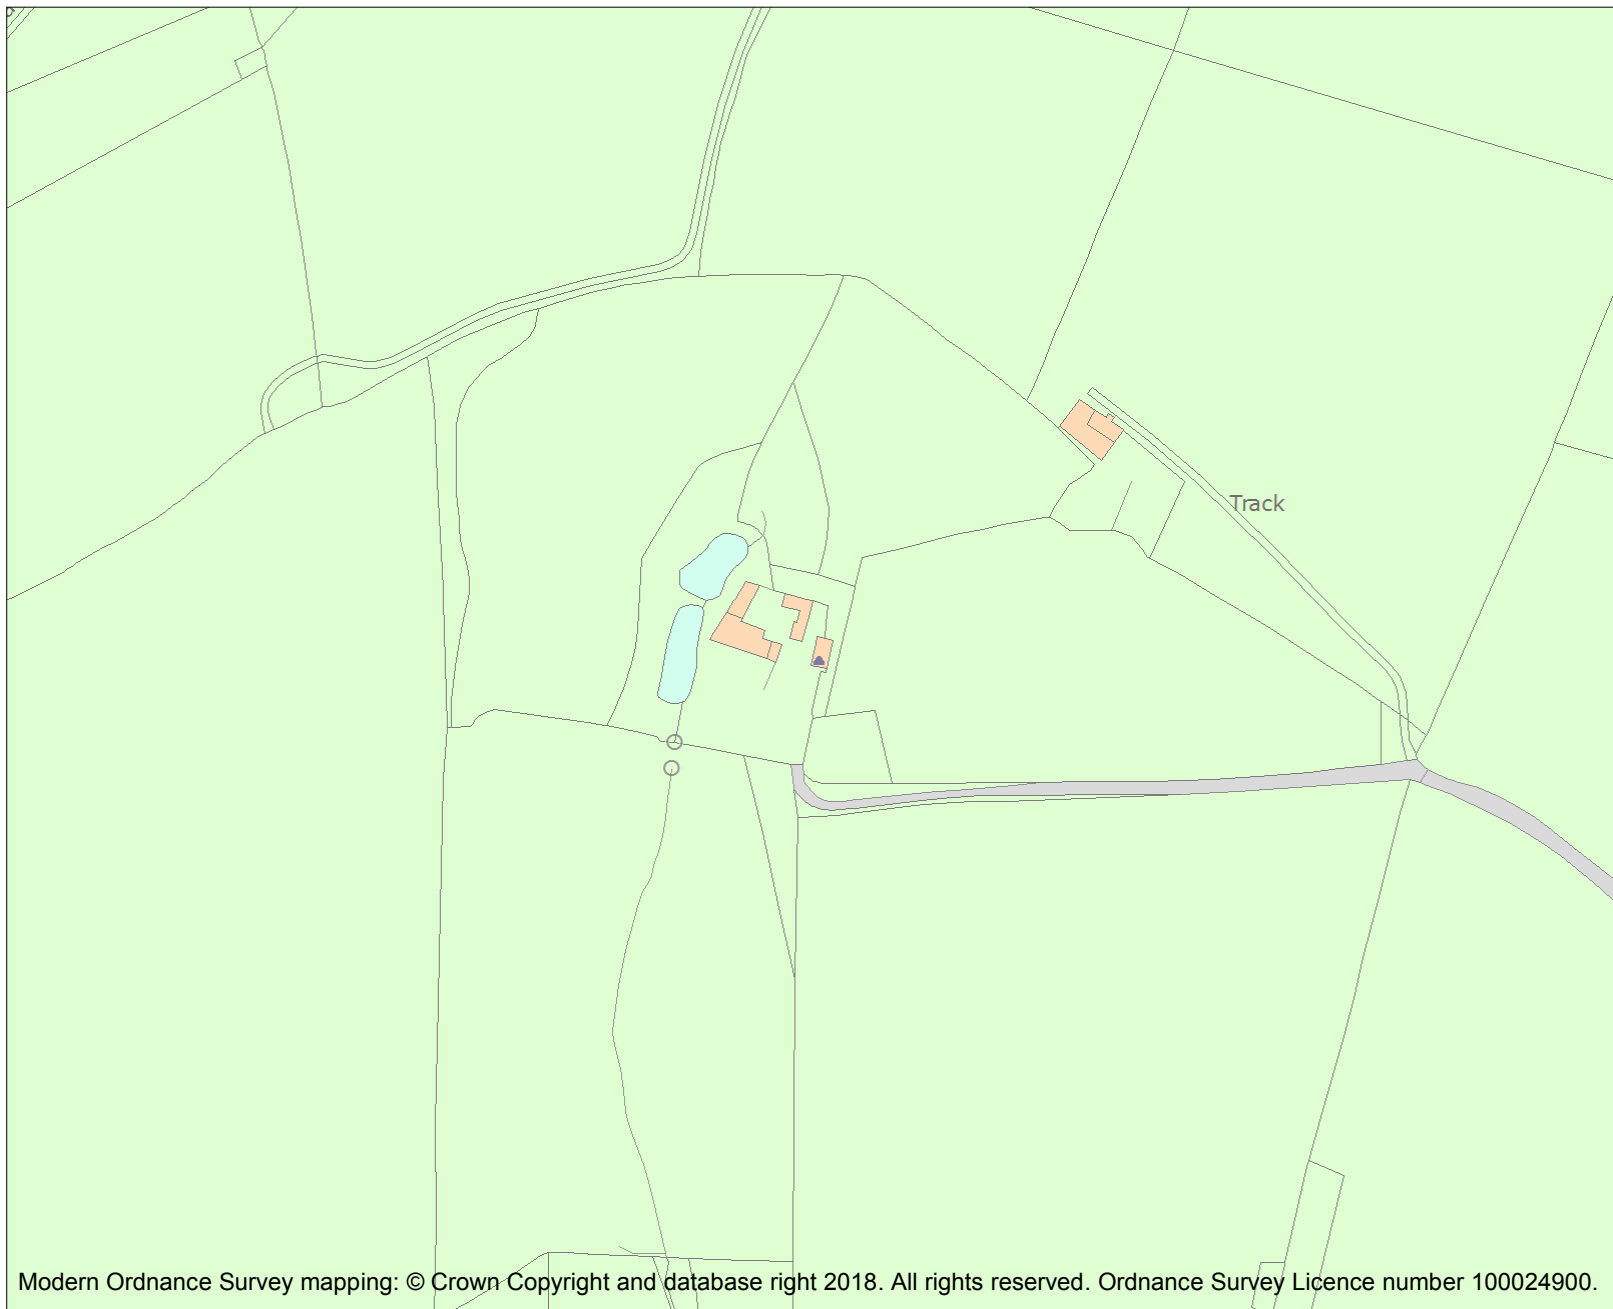 Track
Modern Ordnance Survey mapping: © Crown Copyright and database right 2018. All rights reserved. Ordnance Survey Licence number 100024900.